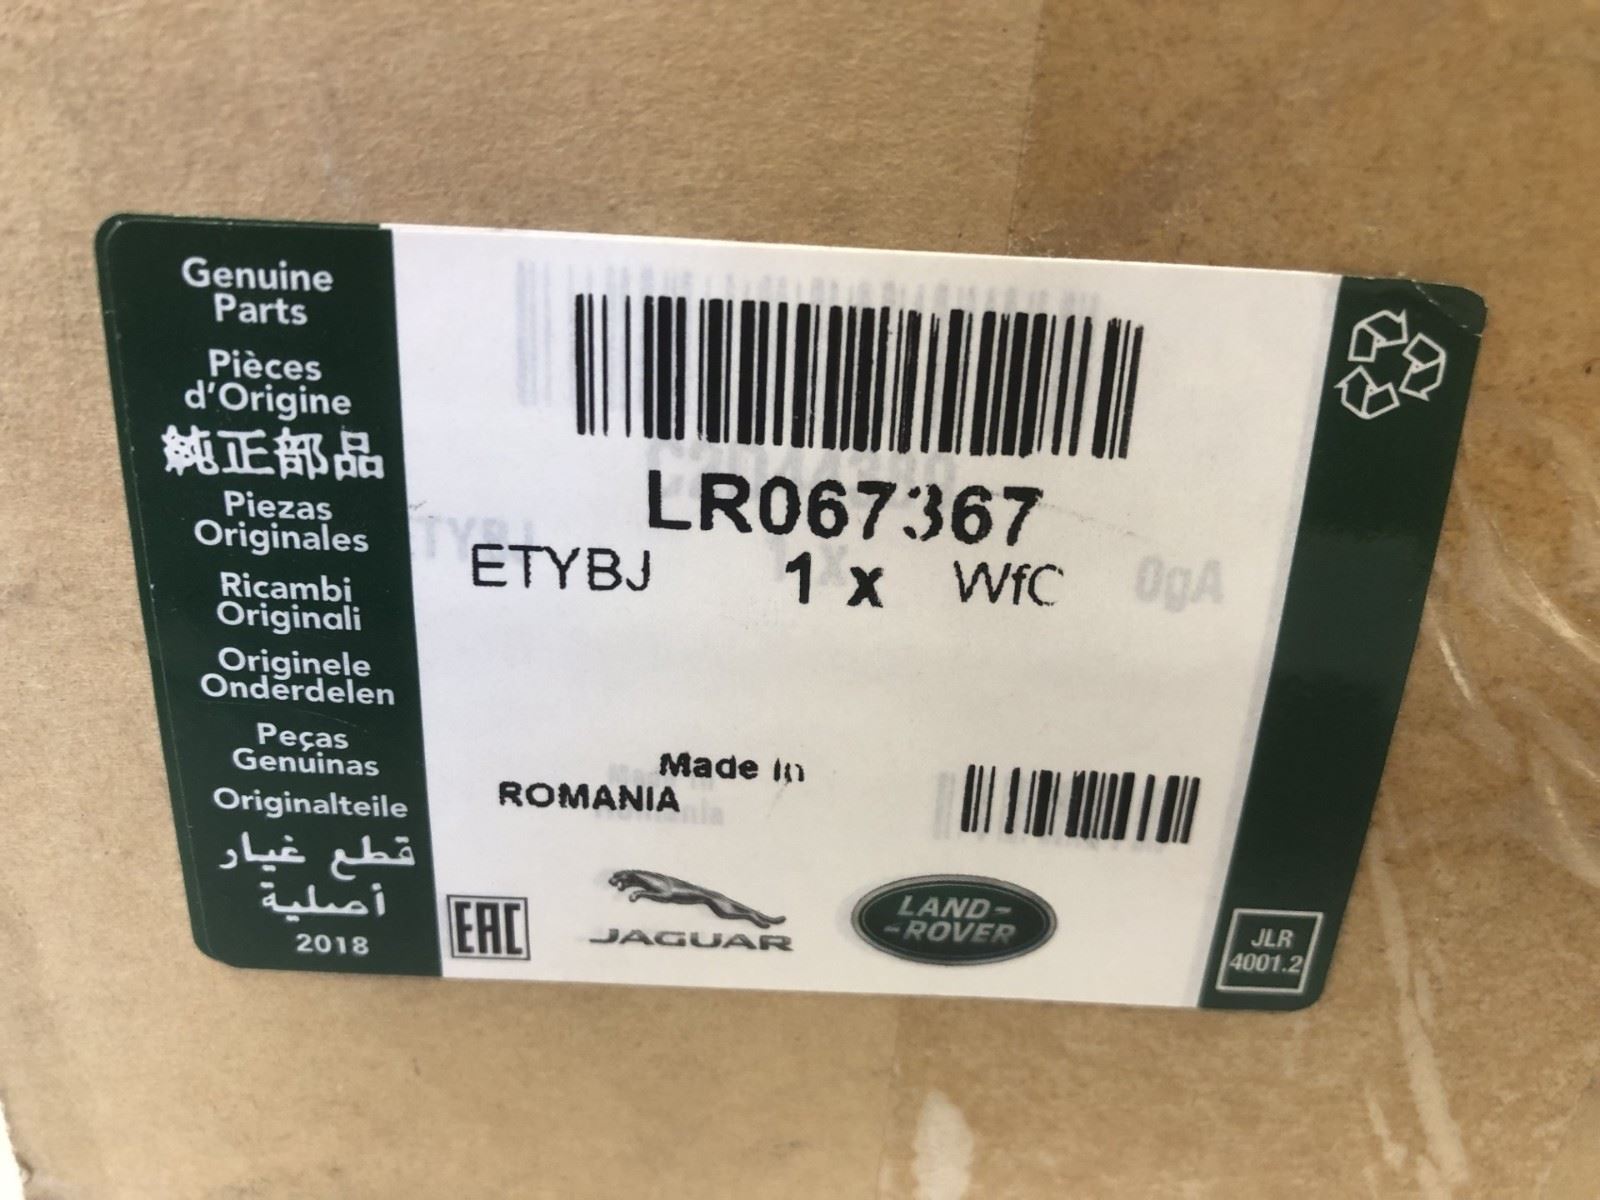 Genuine
Parts
Pièces
d'Origine
純正部品
Piezas
Originales
Ricambi
Originali
Originele
Onderdelen
Peças
Genuinas
Originalteile
قطع غيار
أصلية
2018
LR067367
ETYBJ 1 x WfC
Made in
ROMANIA
EAC
JAGUAR
LAND-
-ROVER
JLR
4001.2